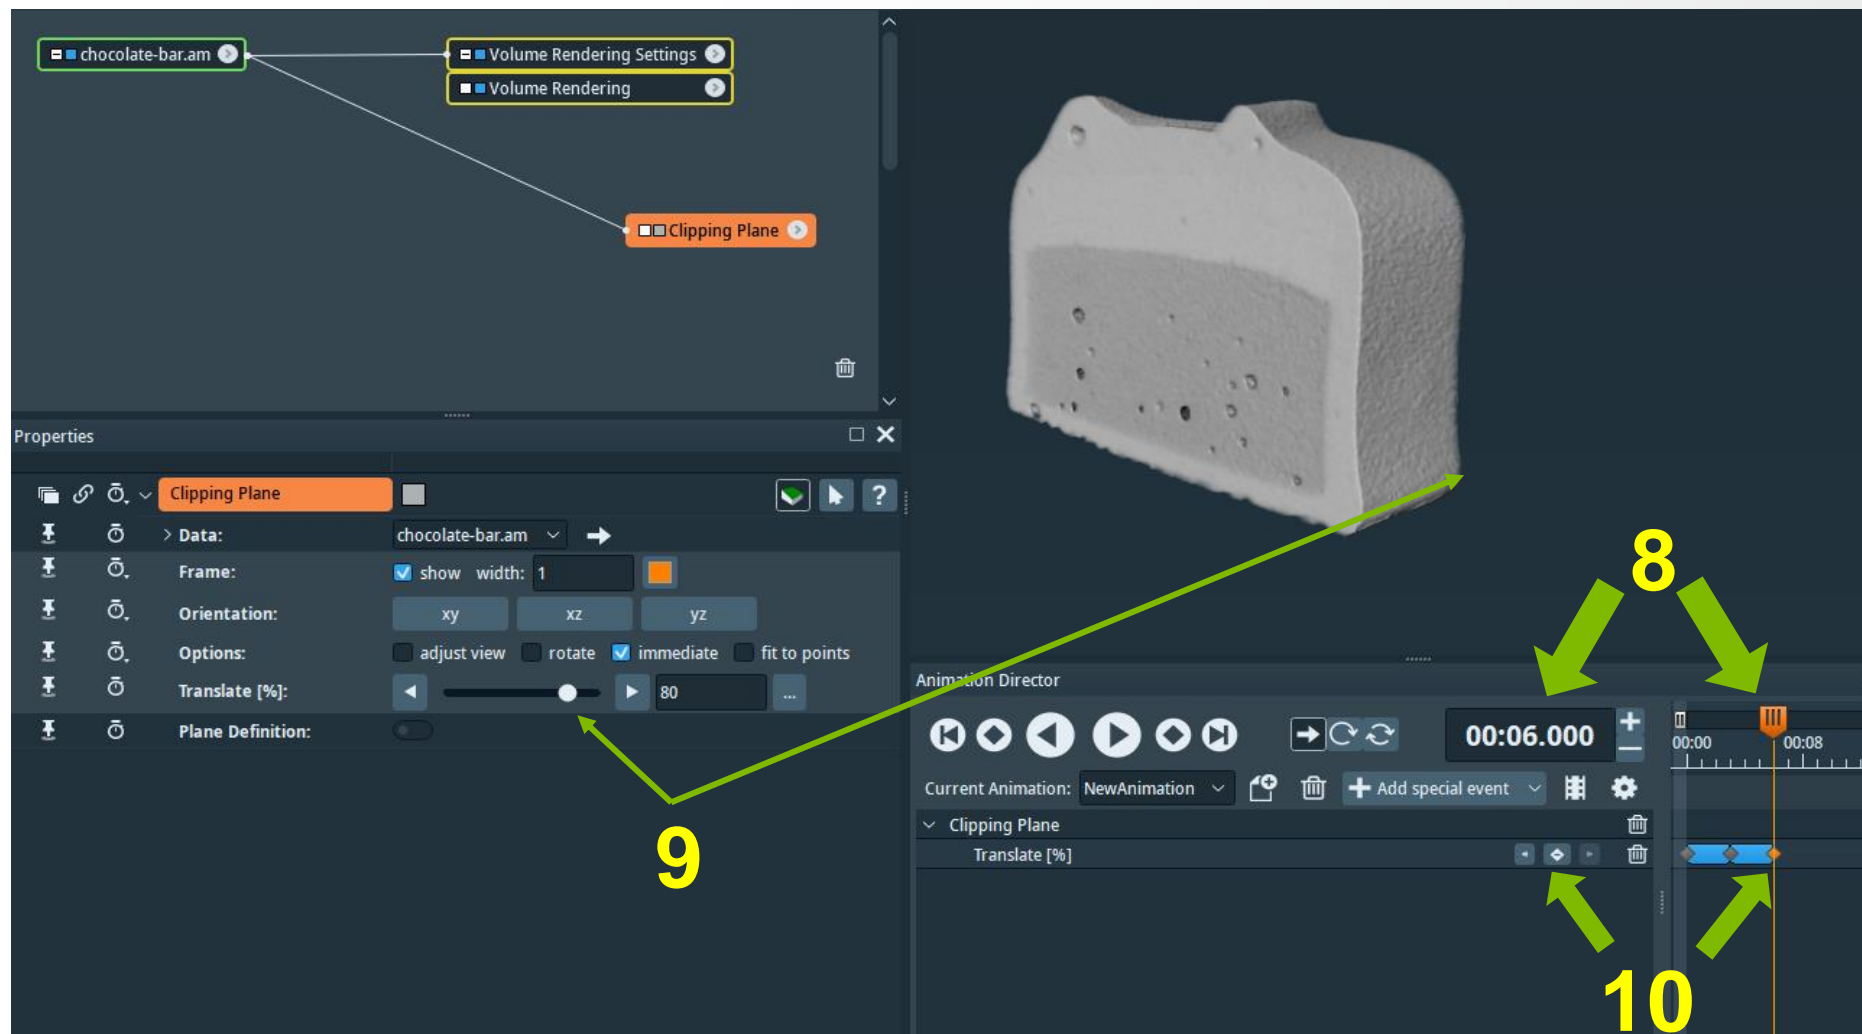 chocolate-bar.am
Volume Rendering Settings
Volume Rendering
Clipping Plane
Properties
Clipping Plane
?
Data:
chocolate-bar.am
Frame:
show width: 1
Orientation:
xy xz yz
Options:
adjust view rotate immediate fit to points
Translate [%]:
80 ...
Plane Definition:
9
8
Animation Director
00:06.000
00:00 00:08
Current Animation: NewAnimation
Add special event
Clipping Plane
Translate [%]
10